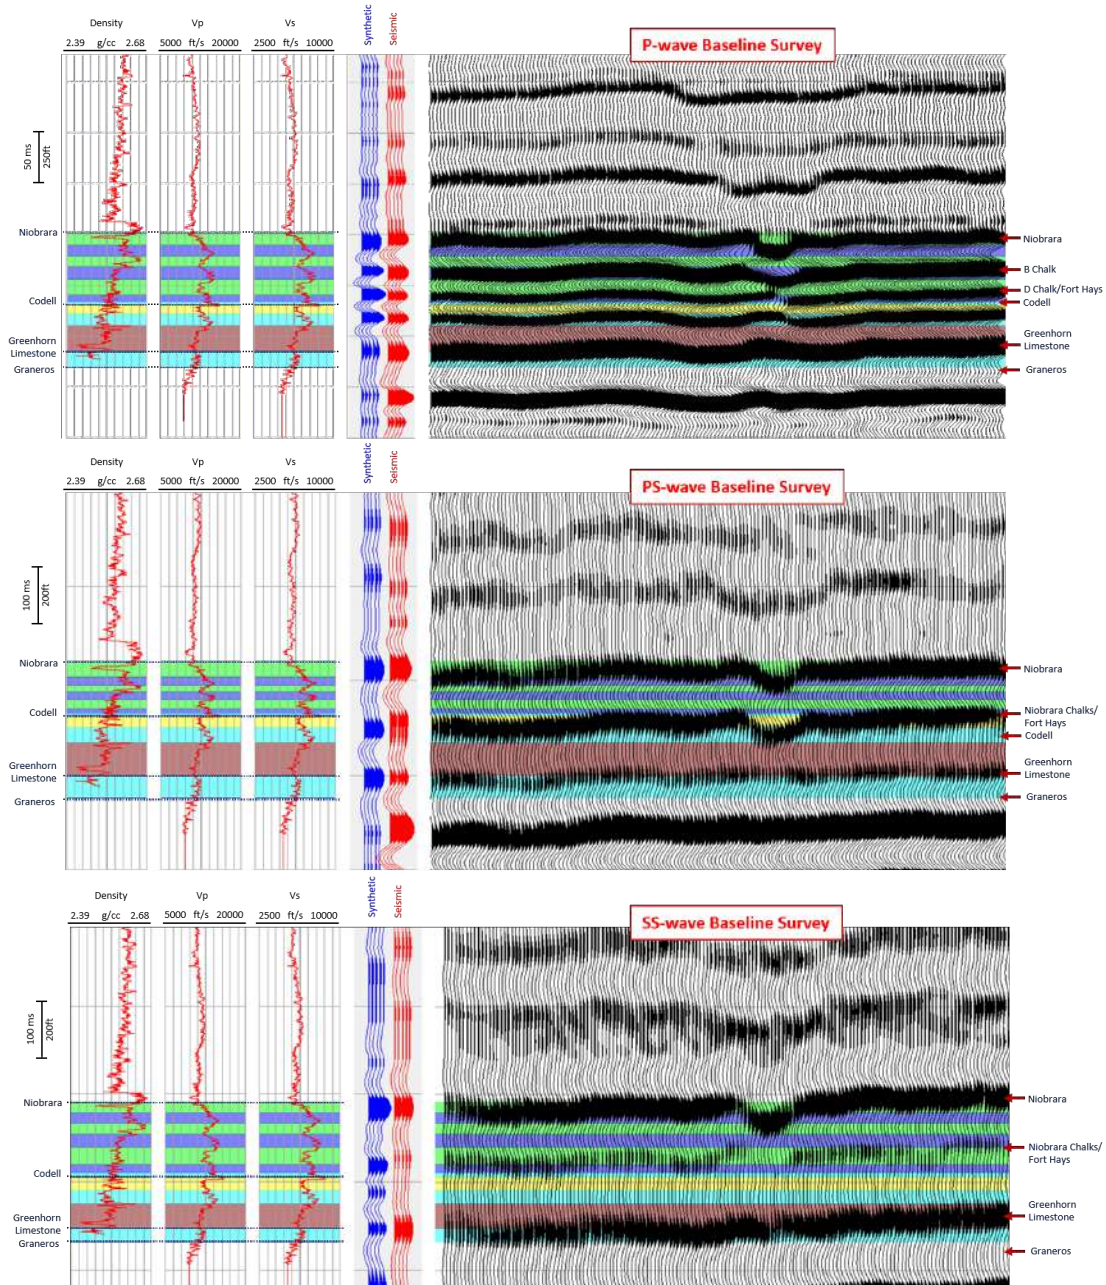 Density Vp Vs Synthetic Seismic
2.39 g/cc 2.68 5000 ft/s 20000 2500 ft/s 10000
P-wave Baseline Survey
50 ms
250ft
Niobrara
Codell
Greenhorn
Limestone
Graneros
Niobrara
B Chalk
D Chalk/Fort Hays
Codell
Greenhorn
Limestone
Graneros
Density Vp Vs Synthetic Seismic
2.39 g/cc 2.68 5000 ft/s 20000 2500 ft/s 10000
PS-wave Baseline Survey
100 ms
200ft
Niobrara
Codell
Greenhorn
Limestone
Graneros
Niobrara
Niobrara Chalks/
Fort Hays
Codell
Greenhorn
Limestone
Graneros
Density Vp Vs Synthetic Seismic
2.39 g/cc 2.68 5000 ft/s 20000 2500 ft/s 10000
SS-wave Baseline Survey
100 ms
200ft
Niobrara
Codell
Greenhorn
Limestone
Graneros
Niobrara
Niobrara Chalks/
Fort Hays
Greenhorn
Limestone
Graneros